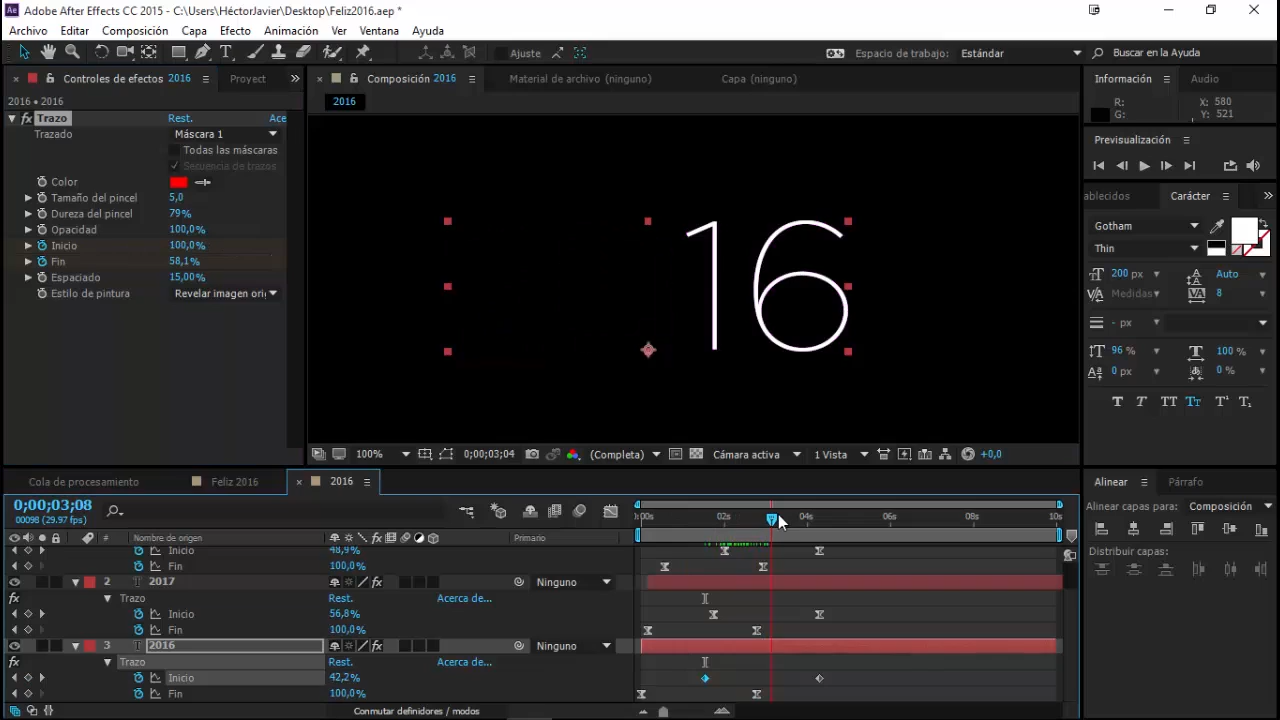 Adobe After Effects CC 2015 - C:\Users\HéctorJavier\Desktop\Feliz2016.aep *
Archivo Editar Composición Capa Efecto Animación Ver Ventana Ayuda
Ajuste Espacio de trabajo: Estándar Buscar en la Ayuda
Controles de efectos 2016 Project Composición 2016 Material de archivo (ninguno) Capa (ninguno) Información Audio
2016 • 2016 2016
R: X: 580
G: Y: 521
Trazo Rest. Ace
Trazado Máscara 1
Todas las máscaras
Secuencia de trazos
Color
Tamaño del pincel 5,0
Dureza del pincel 79%
Opacidad 100,0%
Inicio 100,0%
Fin 58,1%
Espaciado 15,00%
Estilo de pintura Revelar imagen ori
16
Previsualización
ablecidos Carácter
Gotham
Thin
200 px Auto
Medidas 8
- px
96 % 100 %
0 px 0 %
T T TT Tt T¹ T₁
100% 0;00;03;04 (Completa) Cámara activa 1 Vista +0,0
Cola de procesamiento Feliz 2016 2016
0;00;03;08
00098 (29.97 fps)
:00s 02s 04s 06s 08s 10s
# Nombre de origen Primario
Inicio 48,9%
Fin 100,0%
2 T 2017 Ninguno
Trazo Rest. Acerca de...
Inicio 56,8%
Fin 100,0%
3 T 2016 Ninguno
Trazo Rest. Acerca de...
Inicio 42,2%
Fin 100,0%
Conmutar definidores / modos
Alinear Párrafo
Alinear capas para: Composición
Distribuir capas: